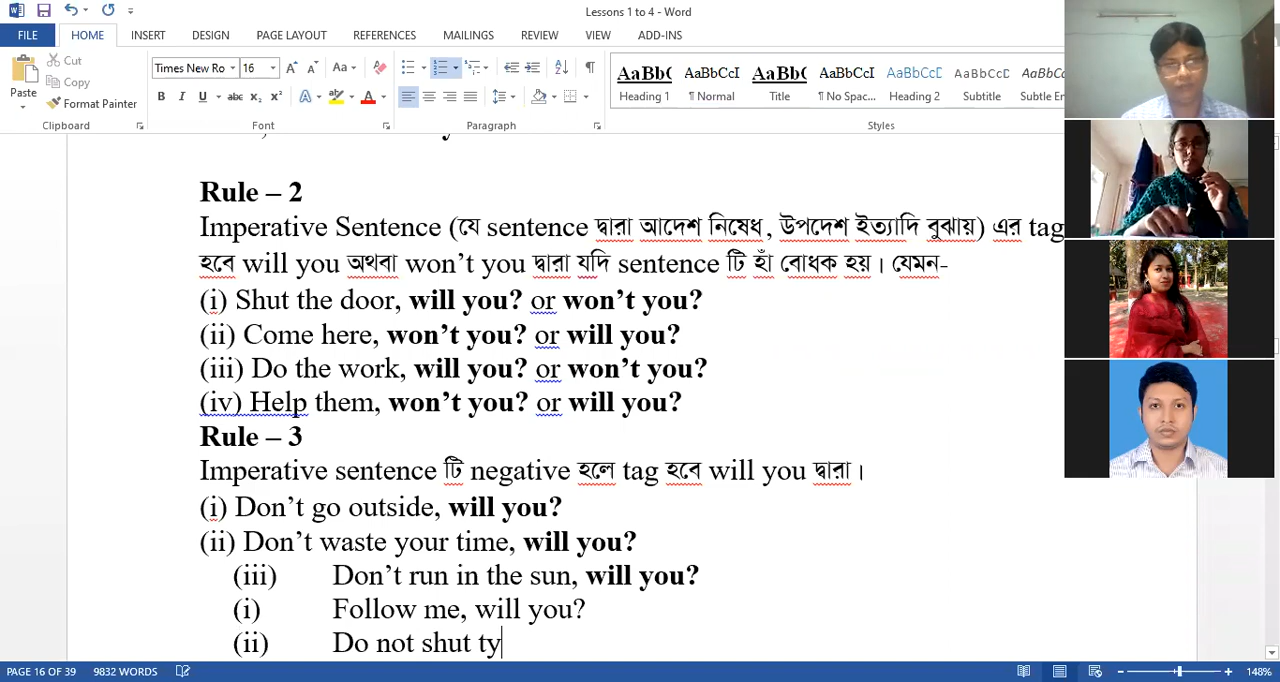 Lessons 1 to 4 - Word
FILE HOME INSERT DESIGN PAGE LAYOUT REFERENCES MAILINGS REVIEW VIEW ADD-INS
Cut
Copy
Format Painter
Paste
Clipboard
Times New Ro 16
Font
Paragraph
AaBbC AaBbCcI AaBbC AaBbCcI AaBbCcD AaBbCcD AaBbCcD
Heading 1 ¶ Normal Title ¶ No Spac... Heading 2 Subtitle Subtle En
Styles
Rule – 2
Imperative Sentence (যে sentence দ্বারা আদেশ নিষেধ, উপদেশ ইত্যাদি বুঝায়) এর tag
হবে will you অথবা won’t you দ্বারা যদি sentence টি হাঁ বোধক হয়। যেমন-
(i) Shut the door, will you? or won’t you?
(ii) Come here, won’t you? or will you?
(iii) Do the work, will you? or won’t you?
(iv) Help them, won’t you? or will you?
Rule – 3
Imperative sentence টি negative হলে tag হবে will you দ্বারা।
(i) Don’t go outside, will you?
(ii) Don’t waste your time, will you?
(iii) Don’t run in the sun, will you?
(i) Follow me, will you?
(ii) Do not shut ty
PAGE 16 OF 39 9832 WORDS 148%